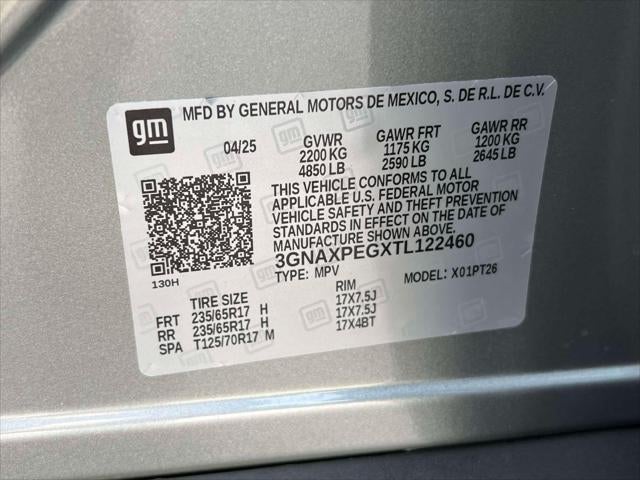 gm
MFD BY GENERAL MOTORS DE MEXICO, S. DE R.L. DE C.V.
04/25 GVWR GAWR FRT GAWR RR
2200 KG 1175 KG 1200 KG
4850 LB 2590 LB 2645 LB
THIS VEHICLE CONFORMS TO ALL
APPLICABLE U.S. FEDERAL MOTOR
VEHICLE SAFETY AND THEFT PREVENTION
STANDARDS IN EFFECT ON THE DATE OF
MANUFACTURE SHOWN ABOVE.
3GNAXPEGXTL122460
130H
TYPE: MPV MODEL: X01PT26
TIRE SIZE RIM
FRT 235/65R17 H 17X7.5J
RR 235/65R17 H 17X7.5J
SPA T125/70R17 M 17X4BT